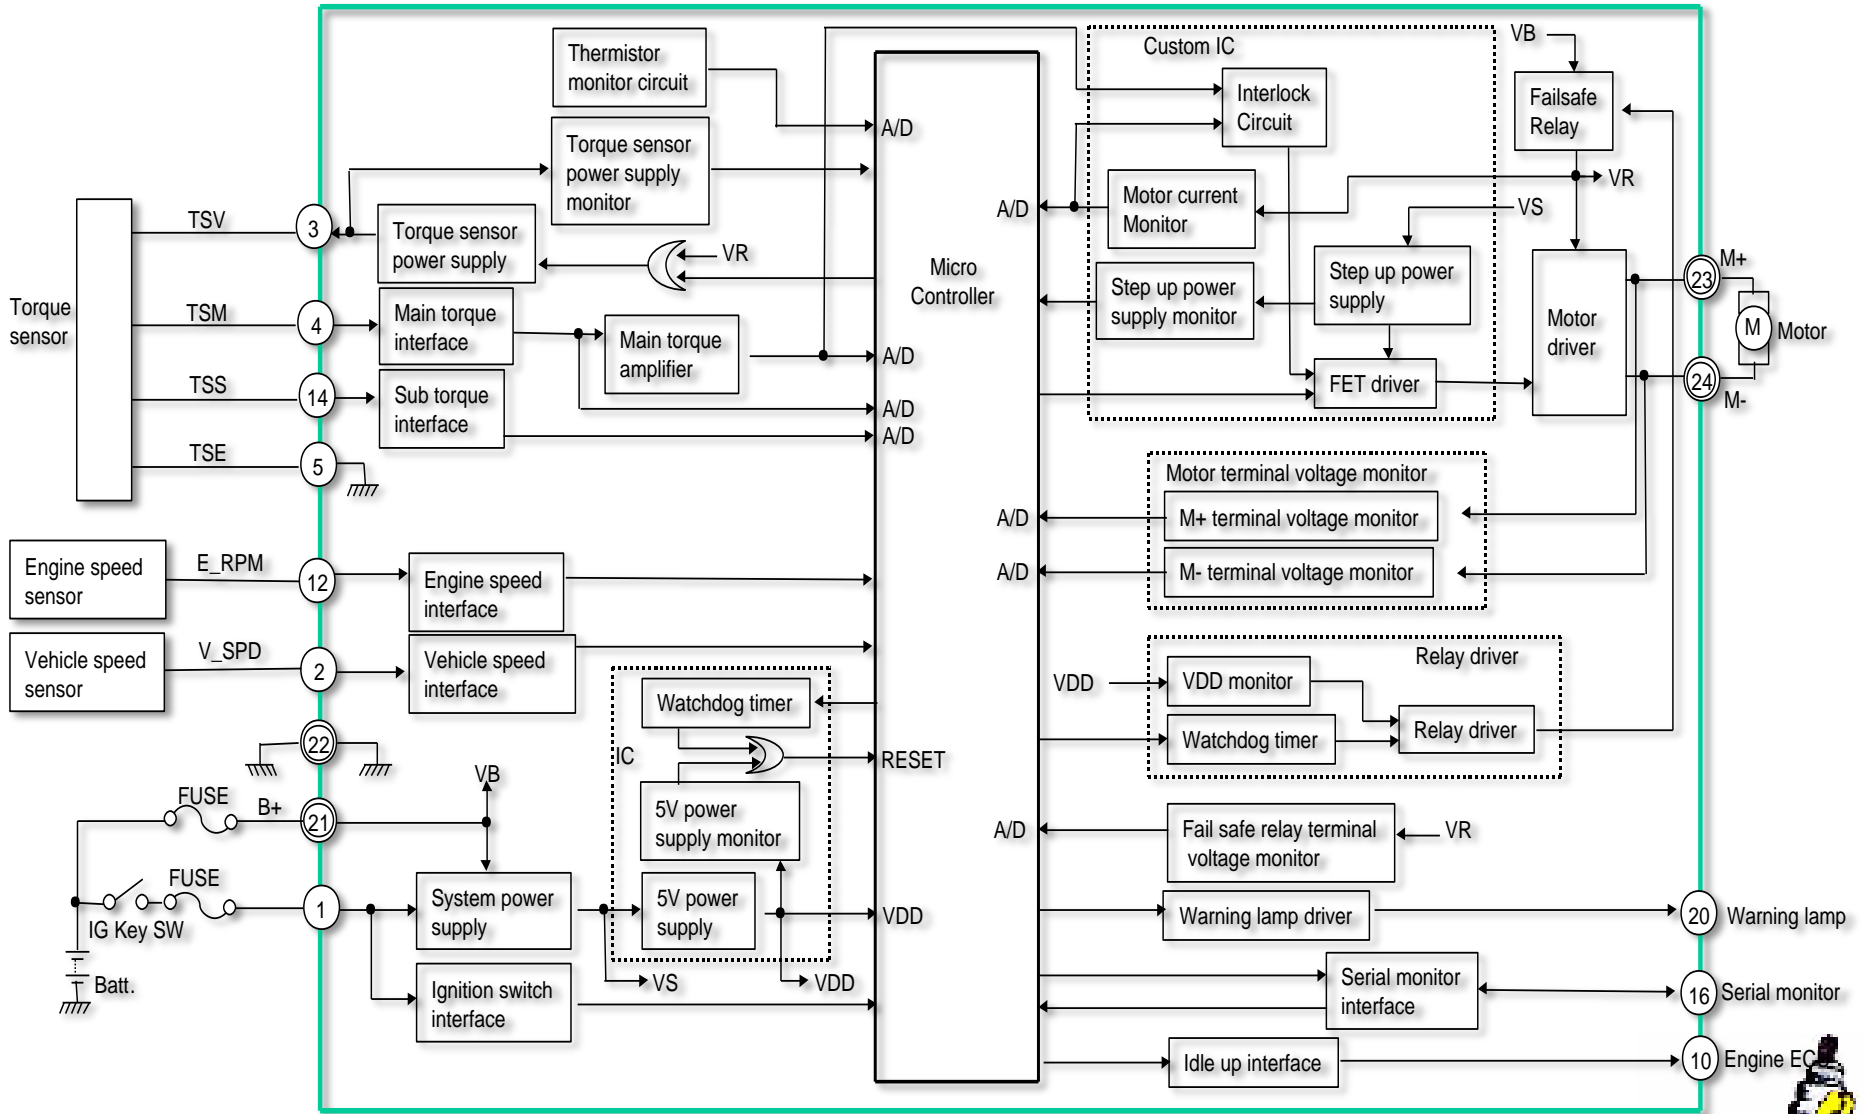 Thermistor
monitor circuit
Torque sensor
power supply
monitor
Torque sensor
power supply
VR
Main torque
interface
Main torque
amplifier
Sub torque
interface
Torque
sensor
TSV
3
TSM
4
TSS
14
TSE
5
Engine speed
sensor
E_RPM
12
Engine speed
interface
Vehicle speed
sensor
V_SPD
2
Vehicle speed
interface
22
FUSE
B+
21
VB
FUSE
IG Key SW
1
Batt.
System power
supply
Ignition switch
interface
IC
Watchdog timer
5V power
supply monitor
5V power
supply
VS
VDD
Micro
Controller
A/D
A/D
A/D
A/D
RESET
VDD
A/D
A/D
A/D
A/D
Custom IC
Interlock
Circuit
Motor current
Monitor
Step up power
supply monitor
VS
Step up power
supply
FET driver
VB
Failsafe
Relay
VR
Motor
driver
23
M+
M
Motor
24
M-
Motor terminal voltage monitor
M+ terminal voltage monitor
M- terminal voltage monitor
Relay driver
VDD
VDD monitor
Watchdog timer
Relay driver
Fail safe relay terminal
voltage monitor
VR
Warning lamp driver
20
Warning lamp
Serial monitor
interface
16
Serial monitor
Idle up interface
10
Engine